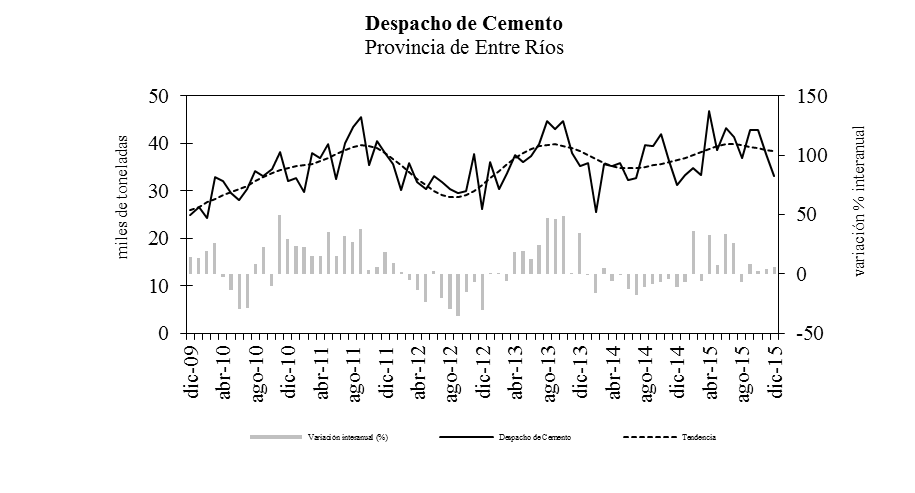 Despacho de Cemento
Provincia de Entre Ríos
miles de toneladas
50
40
30
20
10
0
variación % interanual
150
100
50
0
-50
dic-09
abr-10
ago-10
dic-10
abr-11
ago-11
dic-11
abr-12
ago-12
dic-12
abr-13
ago-13
dic-13
abr-14
ago-14
dic-14
abr-15
ago-15
dic-15
Variación interanual (%)
Despacho de Cemento
Tendencia